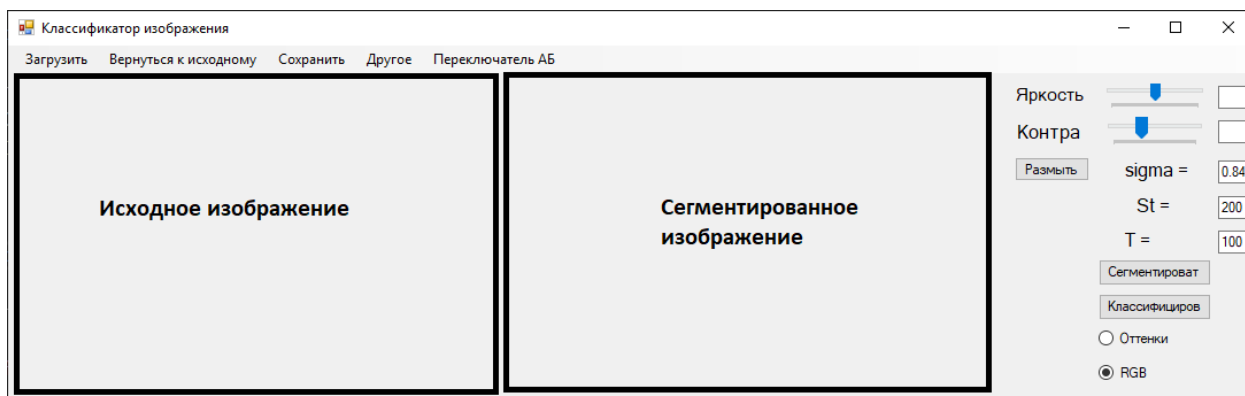 Классификатор изображения
Загрузить Вернуться к исходному Сохранить Другое Переключатель АБ
Исходное изображение
Сегментированное
изображение
Яркость
Контра
Размыть sigma = 0.84
St = 200
T = 100
Сегментироват
Классифициров
Оттенки
RGB